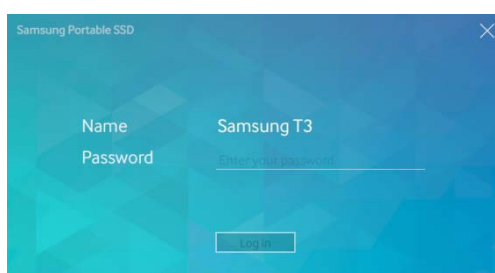 Samsung Portable SSD
Name Samsung T3
Password Enter your password
Log in